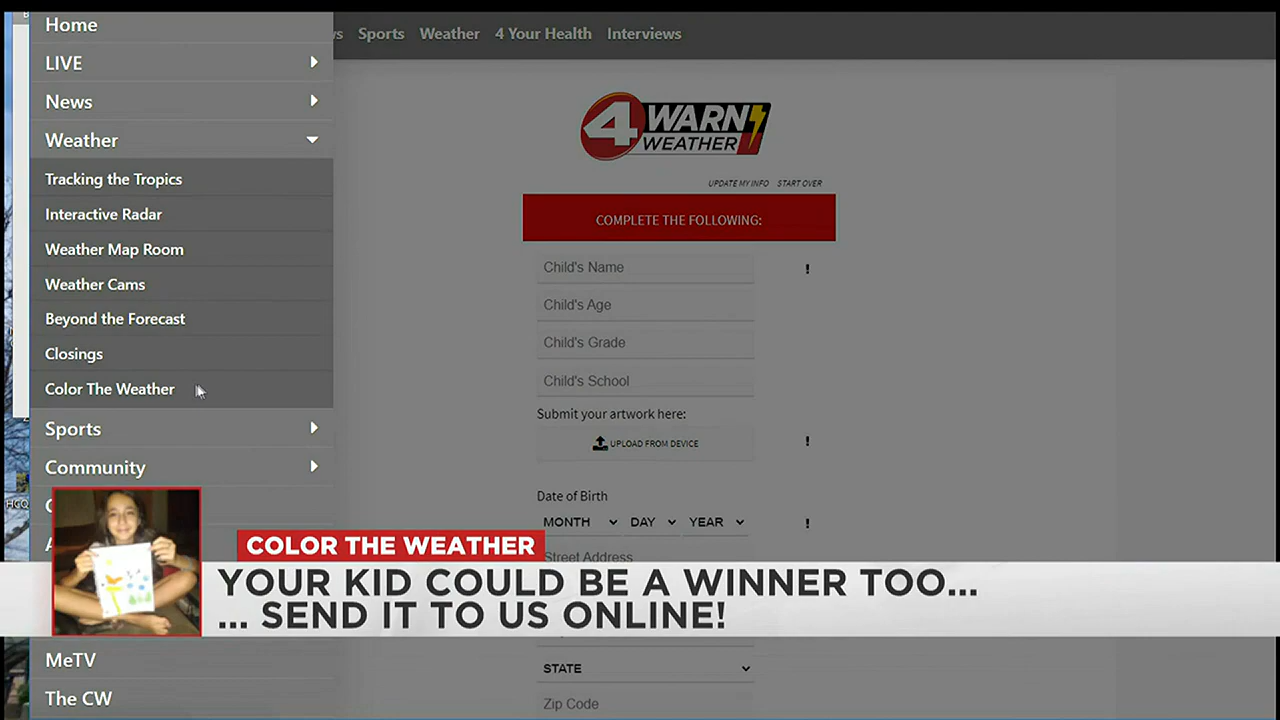 Home
LIVE
News
Weather
Tracking the Tropics
Interactive Radar
Weather Map Room
Weather Cams
Beyond the Forecast
Closings
Color The Weather
Sports
Community
MeTV
The CW
Sports Weather 4 Your Health Interviews
4 WARN
WEATHER
UPDATE MY INFO START OVER
COMPLETE THE FOLLOWING:
Child's Name
!
Child's Age
Child's Grade
Child's School
Submit your artwork here:
UPLOAD FROM DEVICE
!
Date of Birth
MONTH DAY YEAR
!
Street Address
STATE
Zip Code
COLOR THE WEATHER
YOUR KID COULD BE A WINNER TOO...
... SEND IT TO US ONLINE!